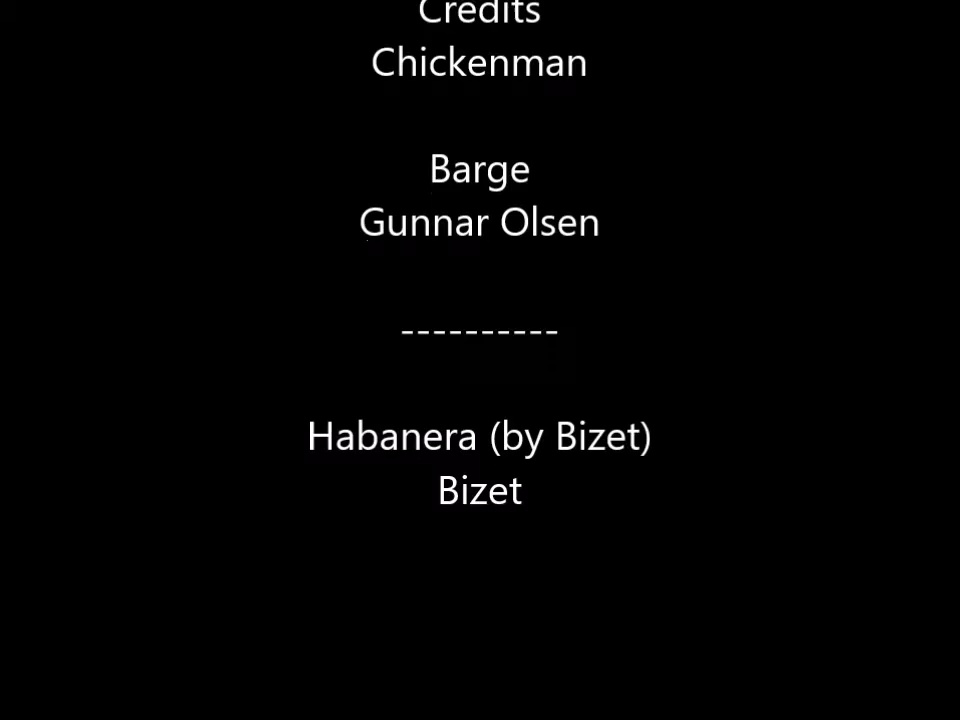 Credits
Chickenman
Barge
Gunnar Olsen
----------
Habanera (by Bizet)
Bizet